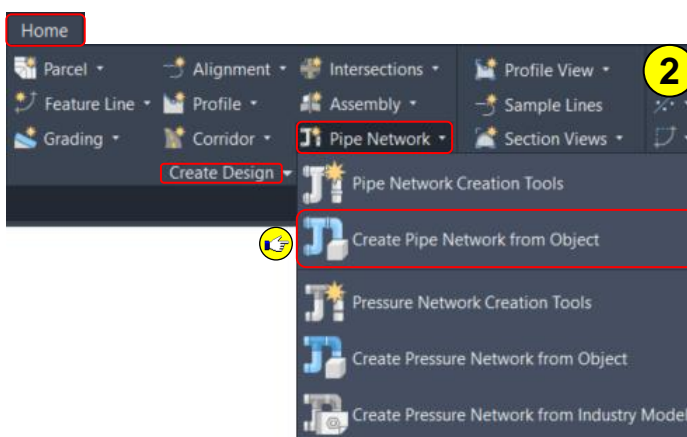 Home
Parcel Alignment Intersections Profile View 2
Feature Line Profile Assembly Sample Lines
Grading Corridor Pipe Network Section Views
Create Design
Pipe Network Creation Tools
Create Pipe Network from Object
Pressure Network Creation Tools
Create Pressure Network from Object
Create Pressure Network from Industry Model